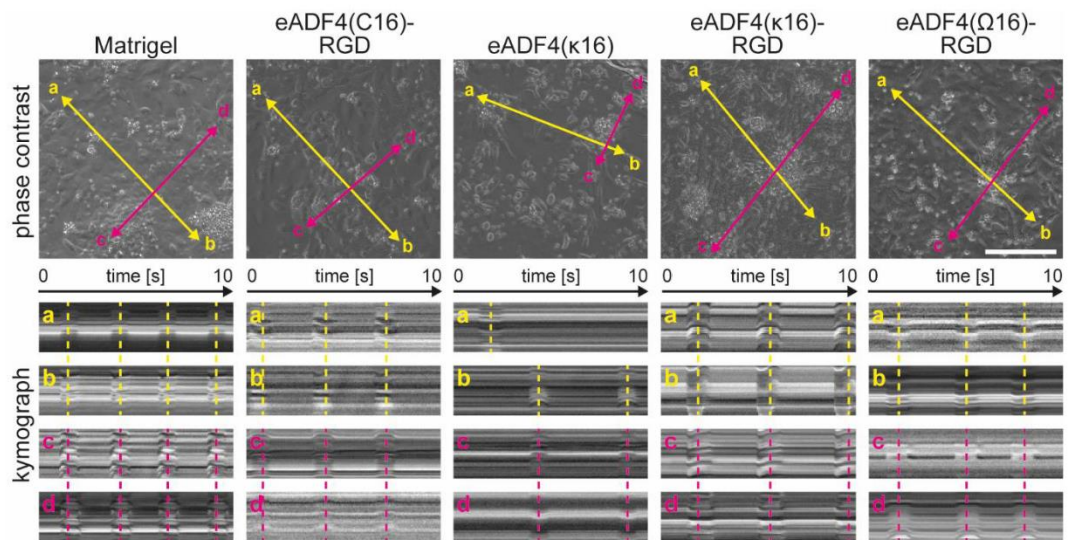 Matrigel
eADF4(C16)-
RGD
eADF4(κ16)
eADF4(κ16)-
RGD
eADF4(Ω16)-
RGD
phase contrast
a
b
c
d
a
b
c
d
a
b
c
d
a
b
c
d
a
b
c
d
0 time [s] 10
0 time [s] 10
0 time [s] 10
0 time [s] 10
0 time [s] 10
kymograph
a a a a a
b b b b b
c c c c c
d d d d d